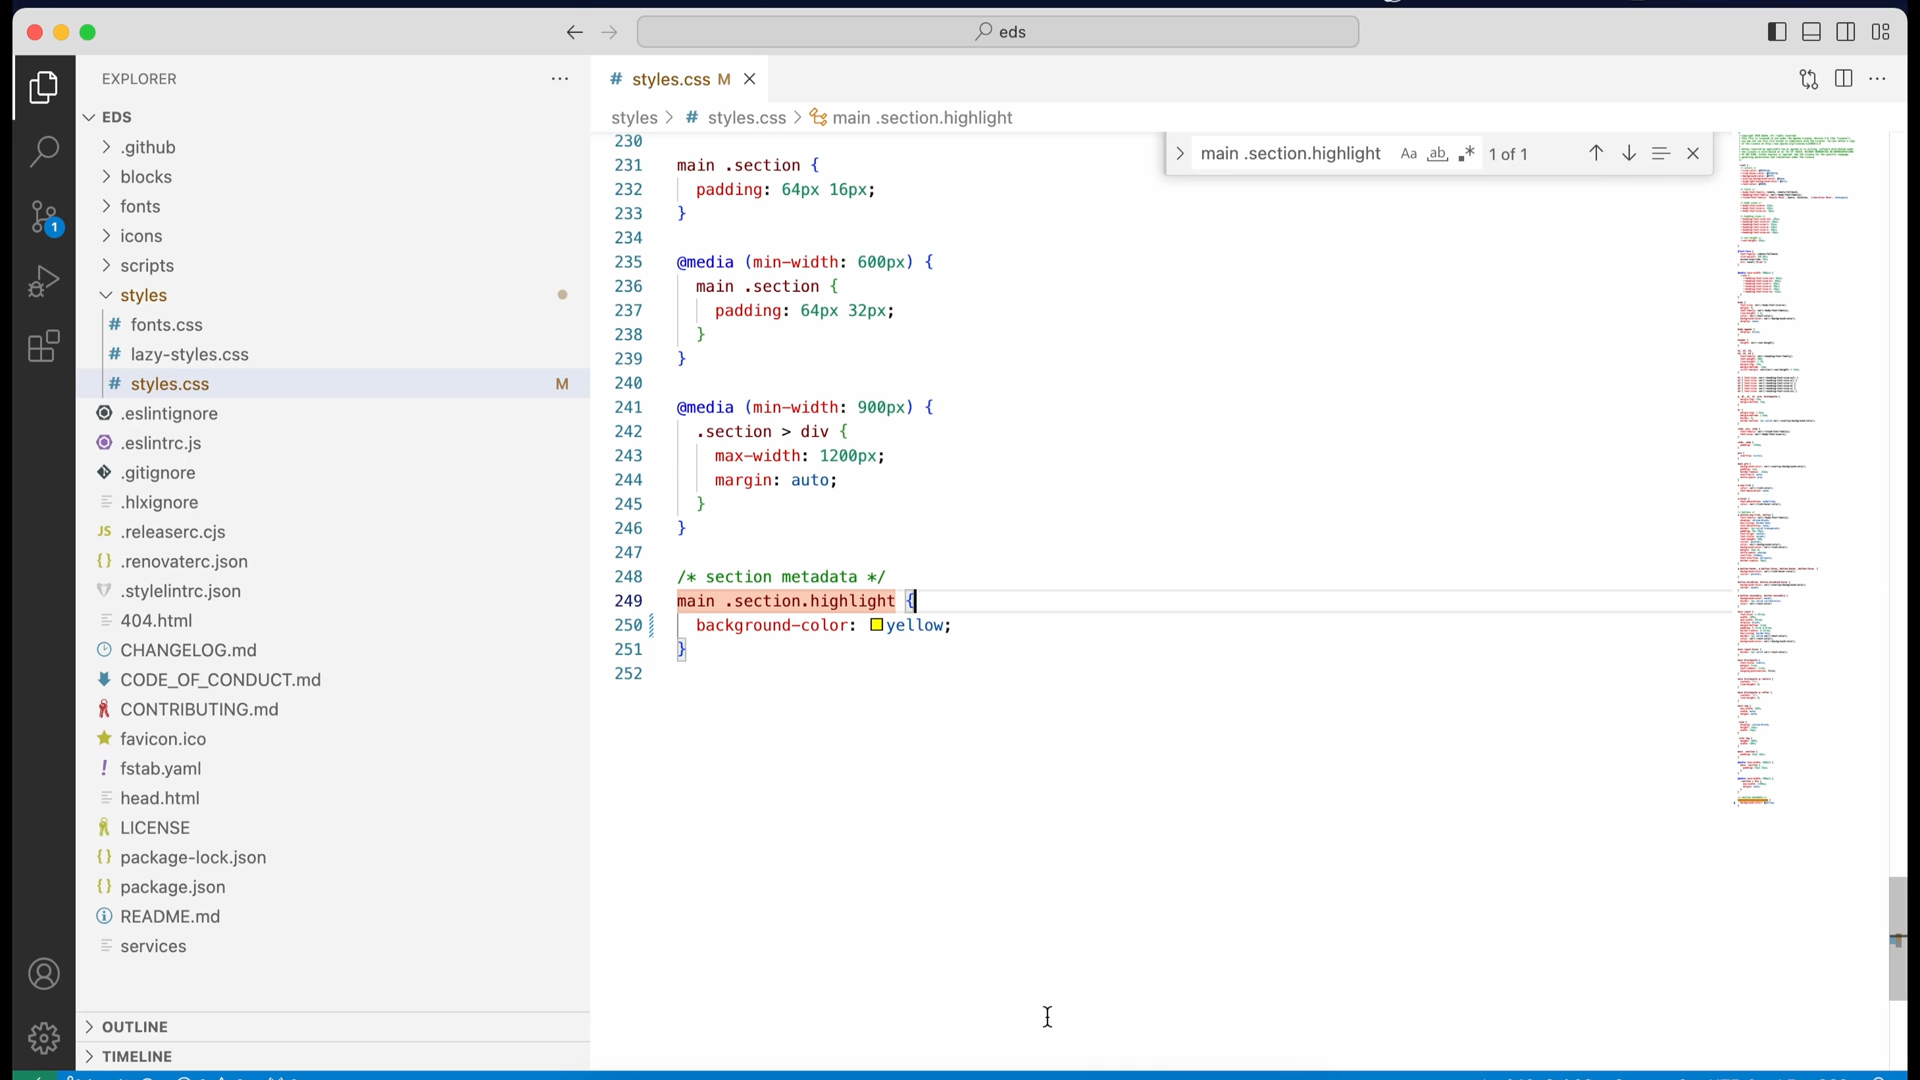 eds
EXPLORER
EDS
.github
blocks
fonts
icons
scripts
styles
# fonts.css
# lazy-styles.css
# styles.css M
.eslintignore
.eslintrc.js
.gitignore
.hlxignore
JS .releaserc.cjs
{} .renovaterc.json
.stylelintrc.json
404.html
CHANGELOG.md
CODE_OF_CONDUCT.md
CONTRIBUTING.md
favicon.ico
! fstab.yaml
head.html
LICENSE
{} package-lock.json
{} package.json
README.md
services
OUTLINE
TIMELINE
1
# styles.css M
styles > # styles.css > main .section.highlight
main .section.highlight Aa ab .* 1 of 1
230
231 main .section {
232 padding: 64px 16px;
233 }
234
235 @media (min-width: 600px) {
236 main .section {
237 padding: 64px 32px;
238 }
239 }
240
241 @media (min-width: 900px) {
242 .section > div {
243 max-width: 1200px;
244 margin: auto;
245 }
246 }
247
248 /* section metadata */
249 main .section.highlight {
250 background-color: yellow;
251 }
252